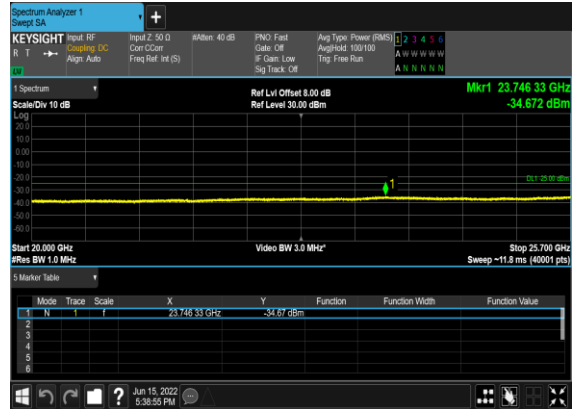 Spectrum Analyzer 1
Swept SA
+
KEYSIGHT Input: RF Input Z: 50 Ω #Atten: 40 dB PNO: Fast Avg Type: Power (RMS) 1 2 3 4 5 6
R T Coupling: DC Corr CCorr Gate: Off Avg|Hold: 100/100 A W W W W W
Align: Auto Freq Ref: Int (S) IF Gain: Low Trig: Free Run
Sig Track: Off A N N N N N
1 Spectrum Ref Lvl Offset 8.00 dB Mkr1 23.746 33 GHz
Scale/Div 10 dB Ref Level 30.00 dBm -34.672 dBm
Log
20.0
10.0
0.00
-10.0
-20.0
1
DL1 -25.00 dBm
-30.0
-40.0
-50.0
-60.0
Start 20.000 GHz Video BW 3.0 MHz* Stop 25.700 GHz
#Res BW 1.0 MHz Sweep ~11.8 ms (40001 pts)
5 Marker Table
Mode Trace Scale X Y Function Function Width Function Value
1 N 1 f 23.746 33 GHz -34.67 dBm
2
3
4
5
6
? Jun 15, 2022
5:38:55 PM